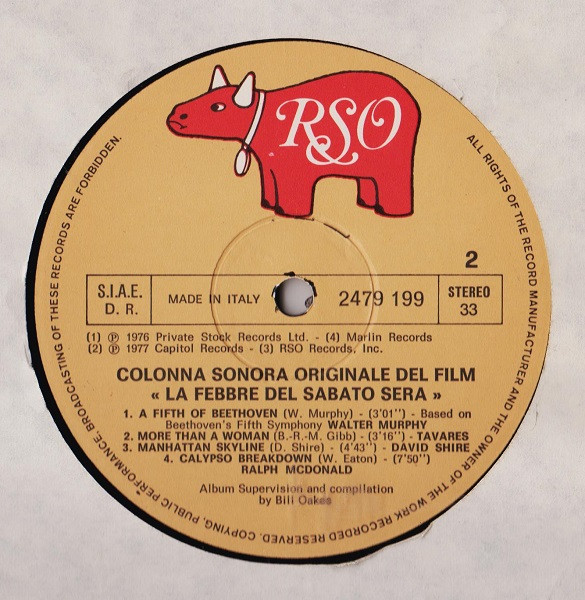 RSO
BROADCASTING OF THESE RECORDS ARE FORBIDDEN.
ALL RIGHTS OF THE RECORD MANUFACTURER AND THE OWNER OF THE WORK RECORDED RESERVED. COPYING, PUBLIC PERFORMANCE,
2
S.I.A.E.
D. R.
MADE IN ITALY
2479 199
STEREO
33
(1) ℗ 1976 Private Stock Records Ltd. - (4) Marlin Records
(2) ℗ 1977 Capitol Records - (3) RSO Records, Inc.
COLONNA SONORA ORIGINALE DEL FILM
« LA FEBBRE DEL SABATO SERA »
1. A FIFTH OF BEETHOVEN (W. Murphy) - (3'01'') - Based on
Beethoven's Fifth Symphony WALTER MURPHY
2. MORE THAN A WOMAN (B.-R.-M. Gibb) - (3'16'') - TAVARES
3. MANHATTAN SKYLINE (D. Shire) - (4'43'') - DAVID SHIRE
4. CALYPSO BREAKDOWN (W. Eaton) - (7'50'')
RALPH MCDONALD
Album Supervision and compilation
by Bill Oakes